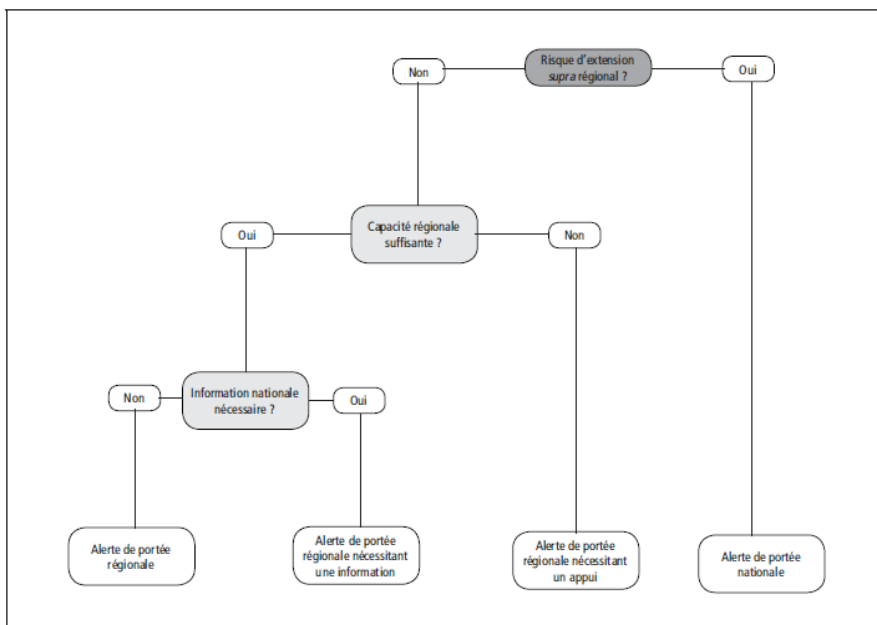 Risque d'extension
supra régional ?
Non
Oui
Capacité régionale
suffisante ?
Oui
Non
Information nationale
nécessaire ?
Non
Oui
Alerte de portée
régionale
Alerte de portée
régionale nécessitant
une information
Alerte de portée
régionale nécessitant
un appui
Alerte de portée
nationale